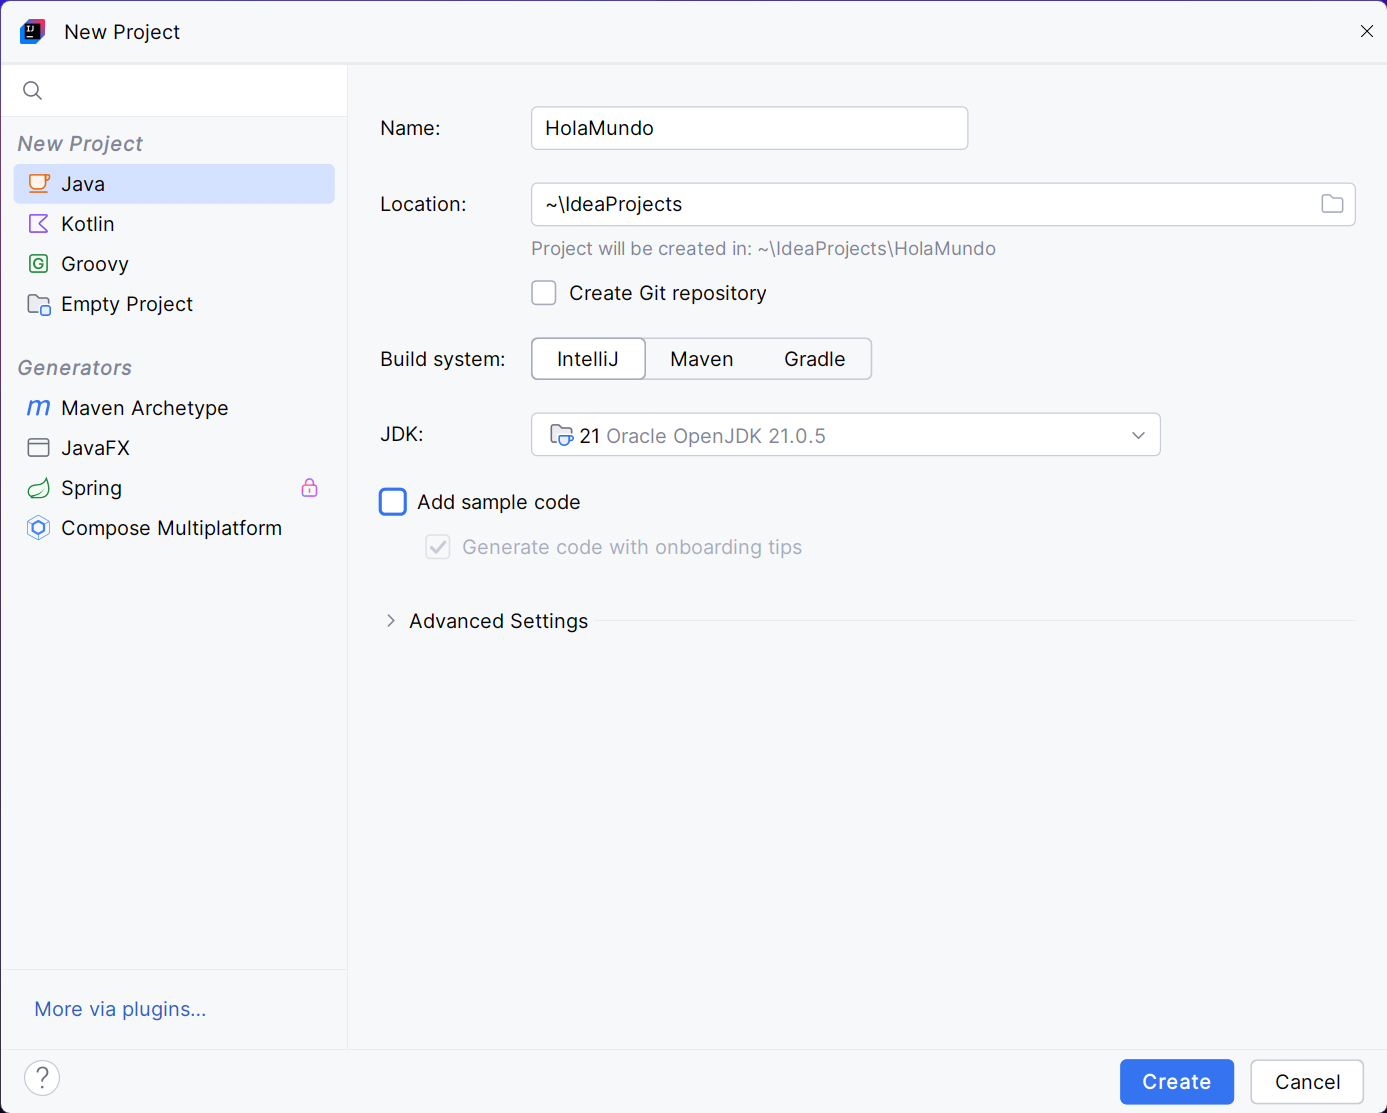 New Project
New Project
Java
Kotlin
Groovy
Empty Project
Generators
Maven Archetype
JavaFX
Spring
Compose Multiplatform
More via plugins...
Name: HolaMundo
Location: ~\IdeaProjects
Project will be created in: ~\IdeaProjects\HolaMundo
Create Git repository
Build system: IntelliJ Maven Gradle
JDK: 21 Oracle OpenJDK 21.0.5
Add sample code
Generate code with onboarding tips
Advanced Settings
? Create Cancel